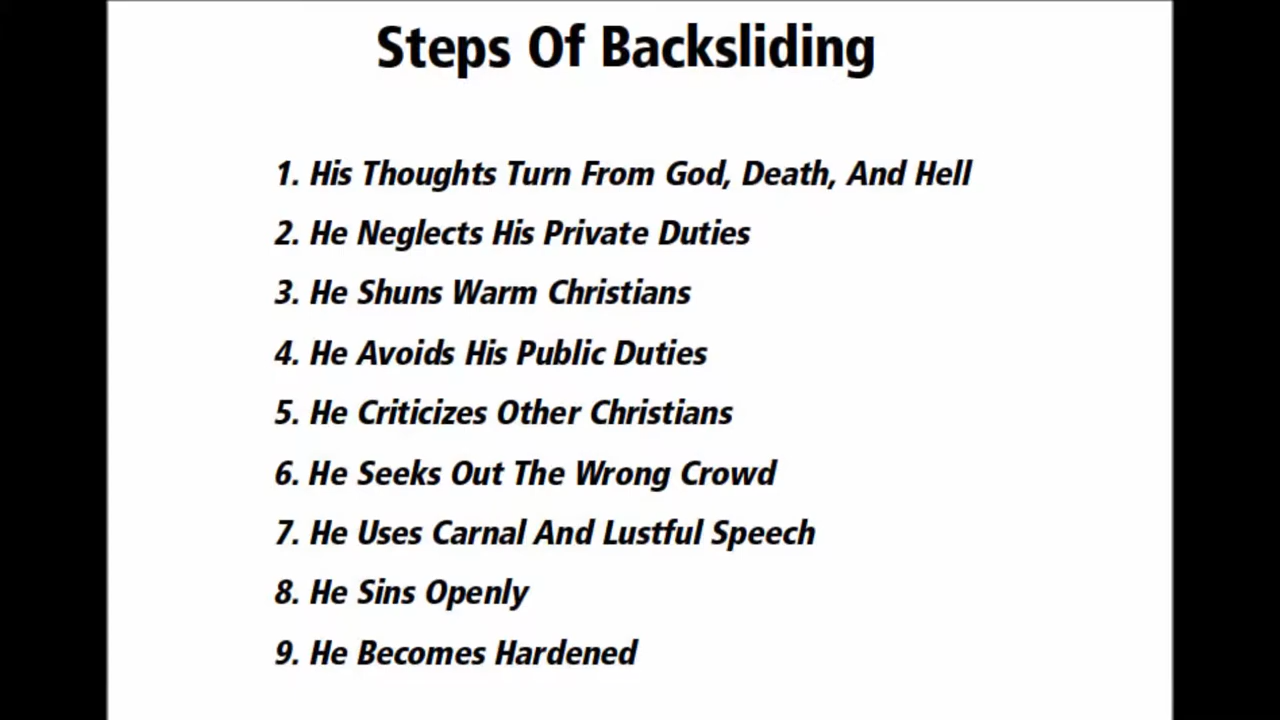 Steps Of Backsliding
1. His Thoughts Turn From God, Death, And Hell
2. He Neglects His Private Duties
3. He Shuns Warm Christians
4. He Avoids His Public Duties
5. He Criticizes Other Christians
6. He Seeks Out The Wrong Crowd
7. He Uses Carnal And Lustful Speech
8. He Sins Openly
9. He Becomes Hardened